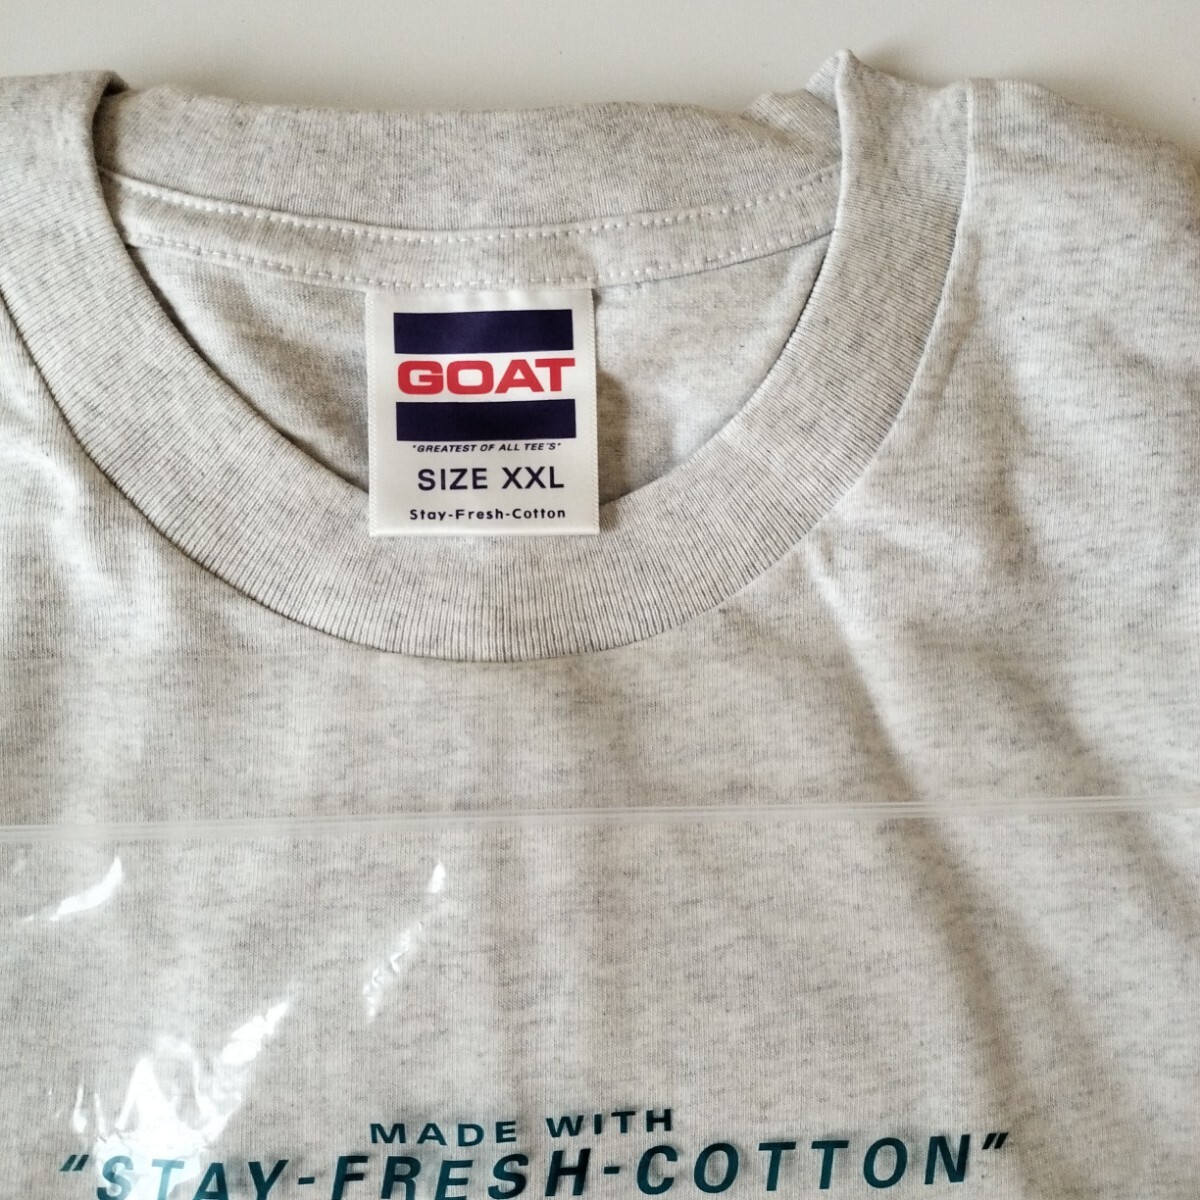 GOAT
"GREATEST OF ALL TEE'S"
SIZE XXL
Stay-Fresh-Cotton
MADE WITH
"STAY-FRESH-COTTON"